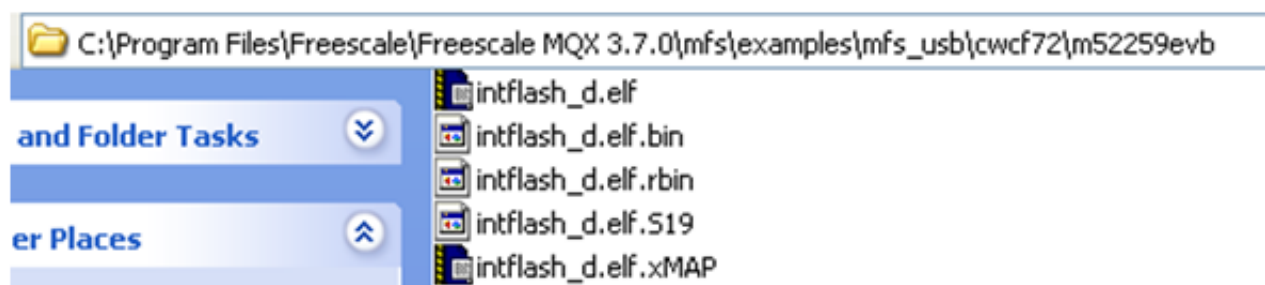 C:\Program Files\Freescale\Freescale MQX 3.7.0\mfs\examples\mfs_usb\cwcf72\m52259evb
and Folder Tasks
er Places
intflash_d.elf
intflash_d.elf.bin
intflash_d.elf.rbin
intflash_d.elf.S19
intflash_d.elf.xMAP